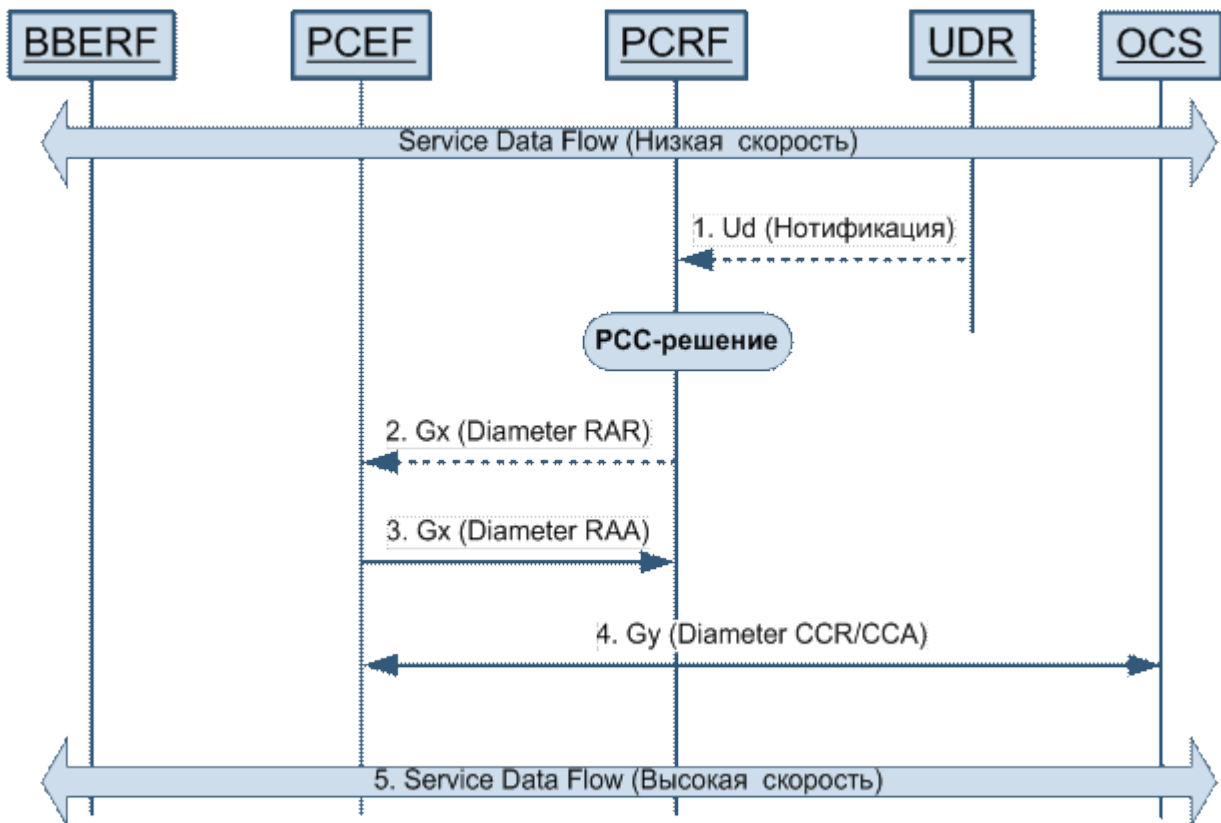 BBERF
PCEF
PCRF
UDR
OCS
Service Data Flow (Низкая скорость)
1. Ud (Нотификация)
PCC-решение
2. Gx (Diameter RAR)
3. Gx (Diameter RAA)
4. Gy (Diameter CCR/CCA)
5. Service Data Flow (Высокая скорость)